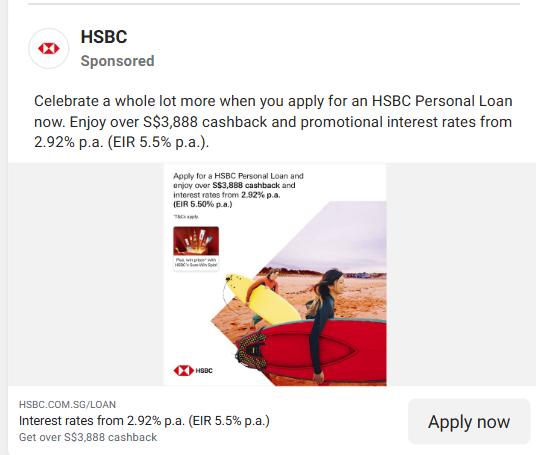 HSBC
Sponsored
Celebrate a whole lot more when you apply for an HSBC Personal Loan
now. Enjoy over S$3,888 cashback and promotional interest rates from
2.92% p.a. (EIR 5.5% p.a.).
Apply for a HSBC Personal Loan and
enjoy over S$3,888 cashback and
interest rates from 2.92% p.a.
(EIR 5.50% p.a.)
*T&Cs apply.
Plus, win prizes* with
HSBC's Sure-Win Spin!
HSBC
HSBC.COM.SG/LOAN
Interest rates from 2.92% p.a. (EIR 5.5% p.a.)
Get over S$3,888 cashback
Apply now